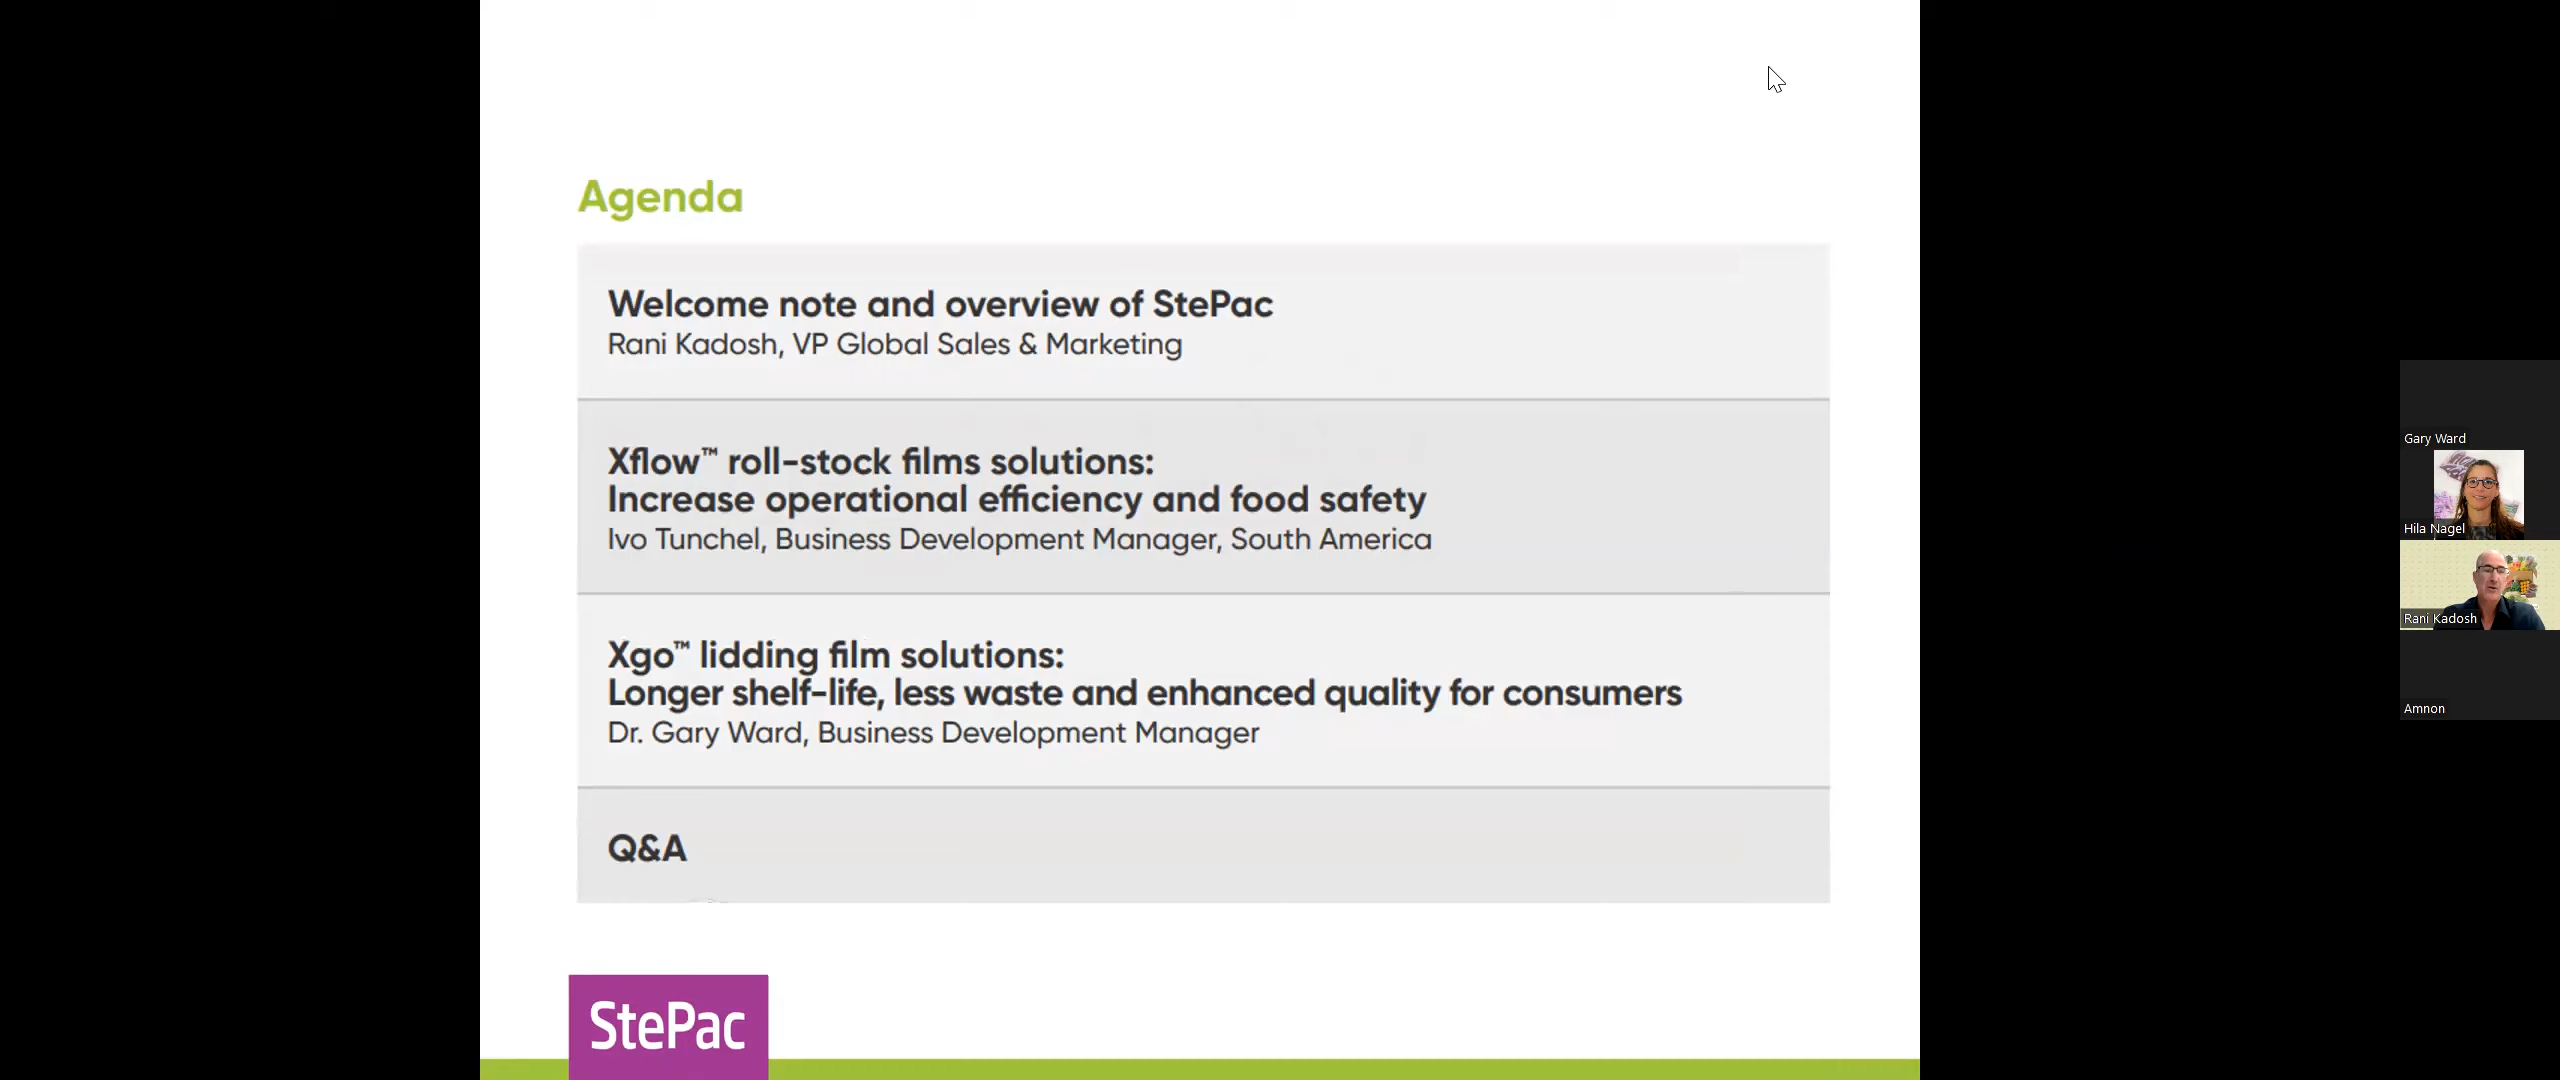 Agenda
Welcome note and overview of StePac
Rani Kadosh, VP Global Sales & Marketing
Xflow™ roll-stock films solutions:
Increase operational efficiency and food safety
Ivo Tunchel, Business Development Manager, South America
Xgo™ lidding film solutions:
Longer shelf-life, less waste and enhanced quality for consumers
Dr. Gary Ward, Business Development Manager
Q&A
StePac
Gary Ward
Hila Nagel
Rani Kadosh
Amnon